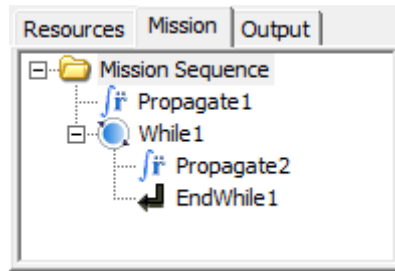 Resources Mission Output
Mission Sequence
Propagate1
While1
Propagate2
EndWhile1